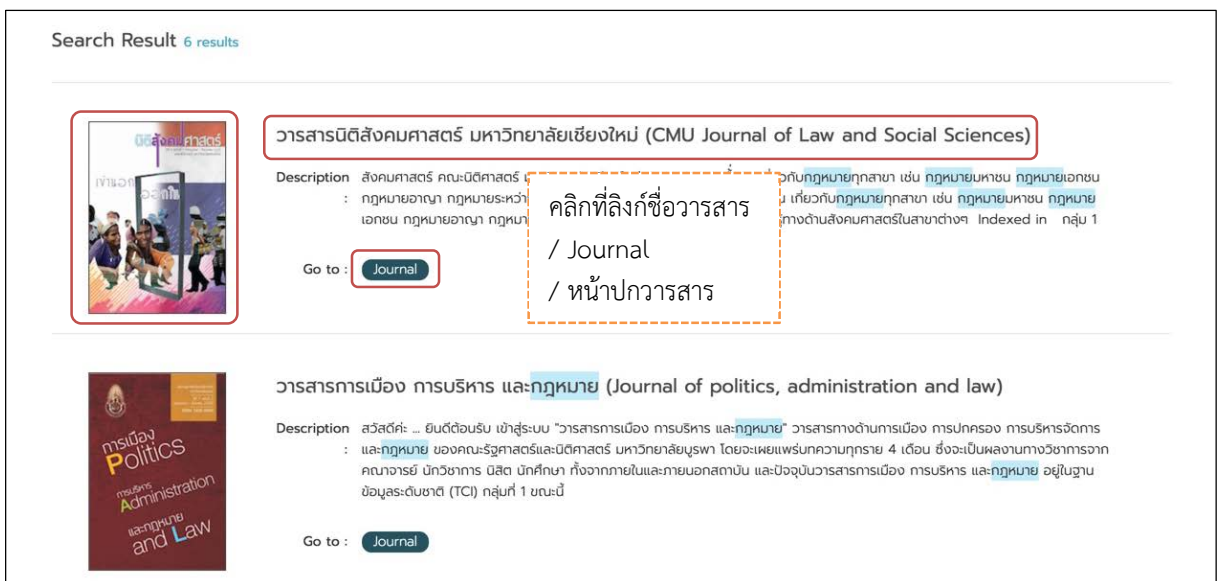 Search Result 6 results
นิติสังคมศาสตร์
วารสารนิติสังคมศาสตร์ มหาวิทยาลัยเชียงใหม่ (CMU Journal of Law and Social Sciences)
Description สังคมศาสตร์ คณะนิติศาสตร์ กฎหมายทุกสาขา เช่น กฎหมายมหาชน กฎหมายเอกชน
: กฎหมายอาญา กฎหมายระหว่า เกี่ยวกับกฎหมายทุกสาขา เช่น กฎหมายมหาชน กฎหมาย
เอกชน กฎหมายอาญา กฎหมา ทางด้านสังคมศาสตร์ในสาขาต่างๆ Indexed in กลุ่ม 1
คลิกที่ลิงก์ชื่อวารสาร
/ Journal
/ หน้าปกวารสาร
Go to : Journal
การเมือง
Politics
การบริหาร
Administration
และกฎหมาย
and Law
วารสารการเมือง การบริหาร และกฎหมาย (Journal of politics, administration and law)
Description สวัสดีค่ะ ... ยินดีต้อนรับ เข้าสู่ระบบ "วารสารการเมือง การบริหาร และกฎหมาย" วารสารทางด้านการเมือง การปกครอง การบริหารจัดการ
: และกฎหมาย ของคณะรัฐศาสตร์และนิติศาสตร์ มหาวิทยาลัยบูรพา โดยจะเผยแพร่บทความทุกราย 4 เดือน ซึ่งจะเป็นผลงานทางวิชาการจาก
คณาจารย์ นักวิชาการ นิสิต นักศึกษา ทั้งจากภายในและภายนอกสถาบัน และปัจจุบันวารสารการเมือง การบริหาร และกฎหมาย อยู่ในฐาน
ข้อมูลระดับชาติ (TCI) กลุ่มที่ 1 ขณะนี้
Go to : Journal